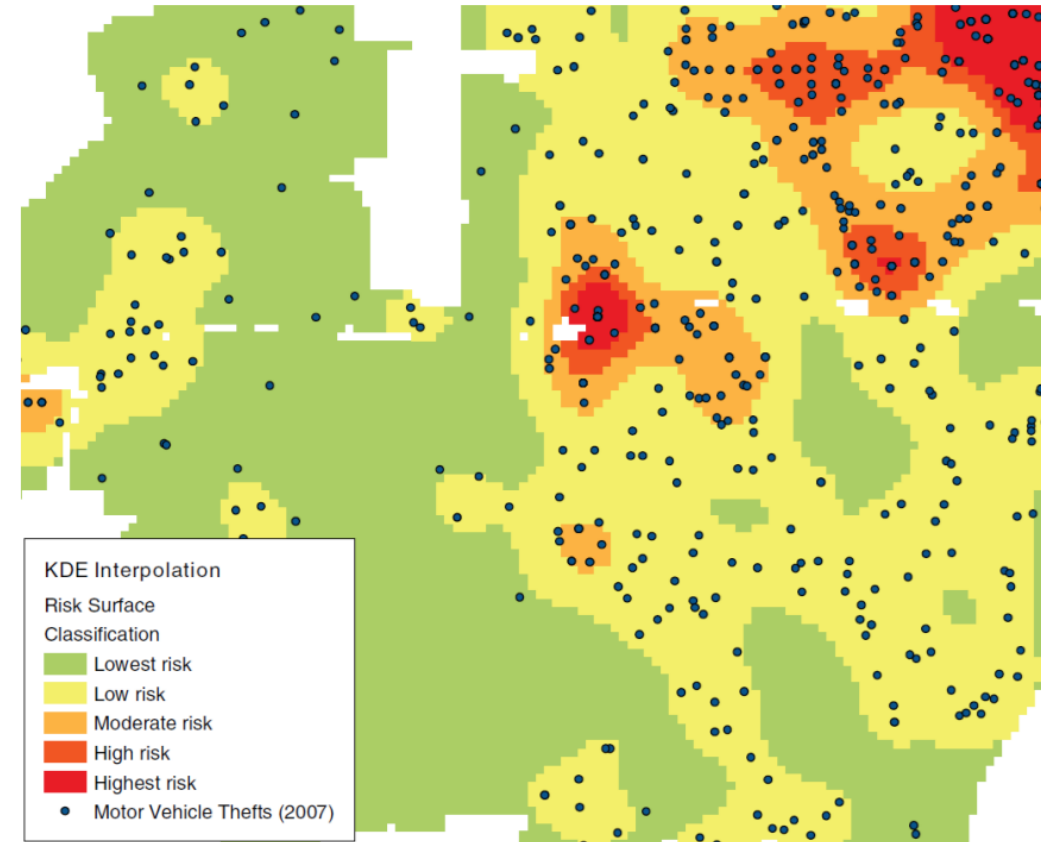 KDE Interpolation
Risk Surface
Classification
Lowest risk
Low risk
Moderate risk
High risk
Highest risk
Motor Vehicle Thefts (2007)